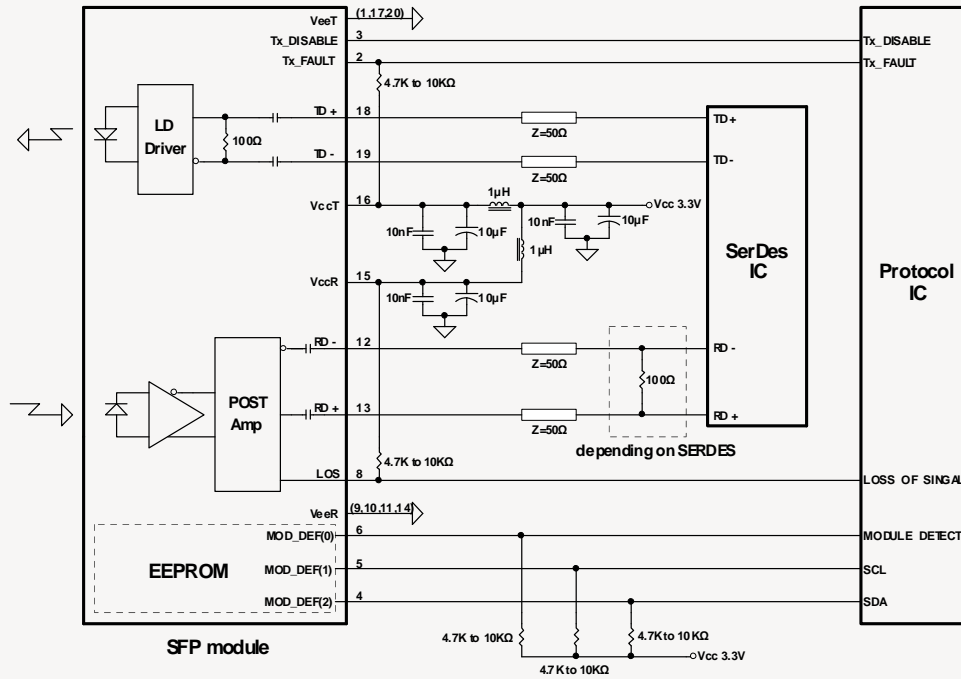 VeeT (1,17,20)
Tx_DISABLE 3 Tx_DISABLE
Tx_FAULT 2 Tx_FAULT
4.7K to 10KΩ
LD
Driver
100Ω
TD+ 18 Z=50Ω TD+
TD- 19 Z=50Ω TD-
VccT 16 1μH Vcc 3.3V
10nF 10μF 10nF 10μF
1μH
VccR 15
10nF 10μF
SerDes
IC
Protocol
IC
RD- 12 Z=50Ω RD-
100Ω
POST
Amp
RD+ 13 Z=50Ω RD+
depending on SERDES
4.7K to 10KΩ
LOS 8 LOSS OF SINGAL
VeeR (9,10,11,14)
MOD_DEF(0) 6 MODULE DETECT
EEPROM
MOD_DEF(1) 5 SCL
MOD_DEF(2) 4 SDA
4.7K to 10KΩ 4.7K to 10KΩ
SFP module
Vcc 3.3V
4.7K to 10KΩ